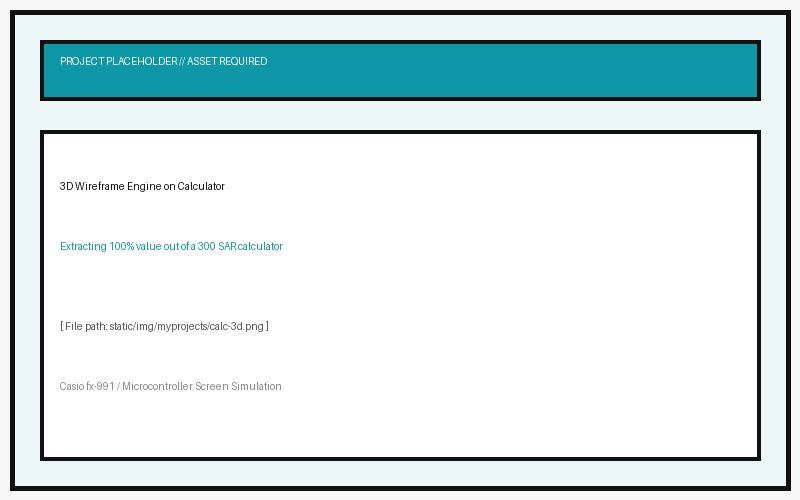 PROJECT PLACEHOLDER // ASSET REQUIRED
3D Wireframe Engine on Calculator
Extracting 100% value out of a 300 SAR calculator
[ File path: static/img/myprojects/calc-3d.png ]
Casio fx-991 / Microcontroller Screen Simulation